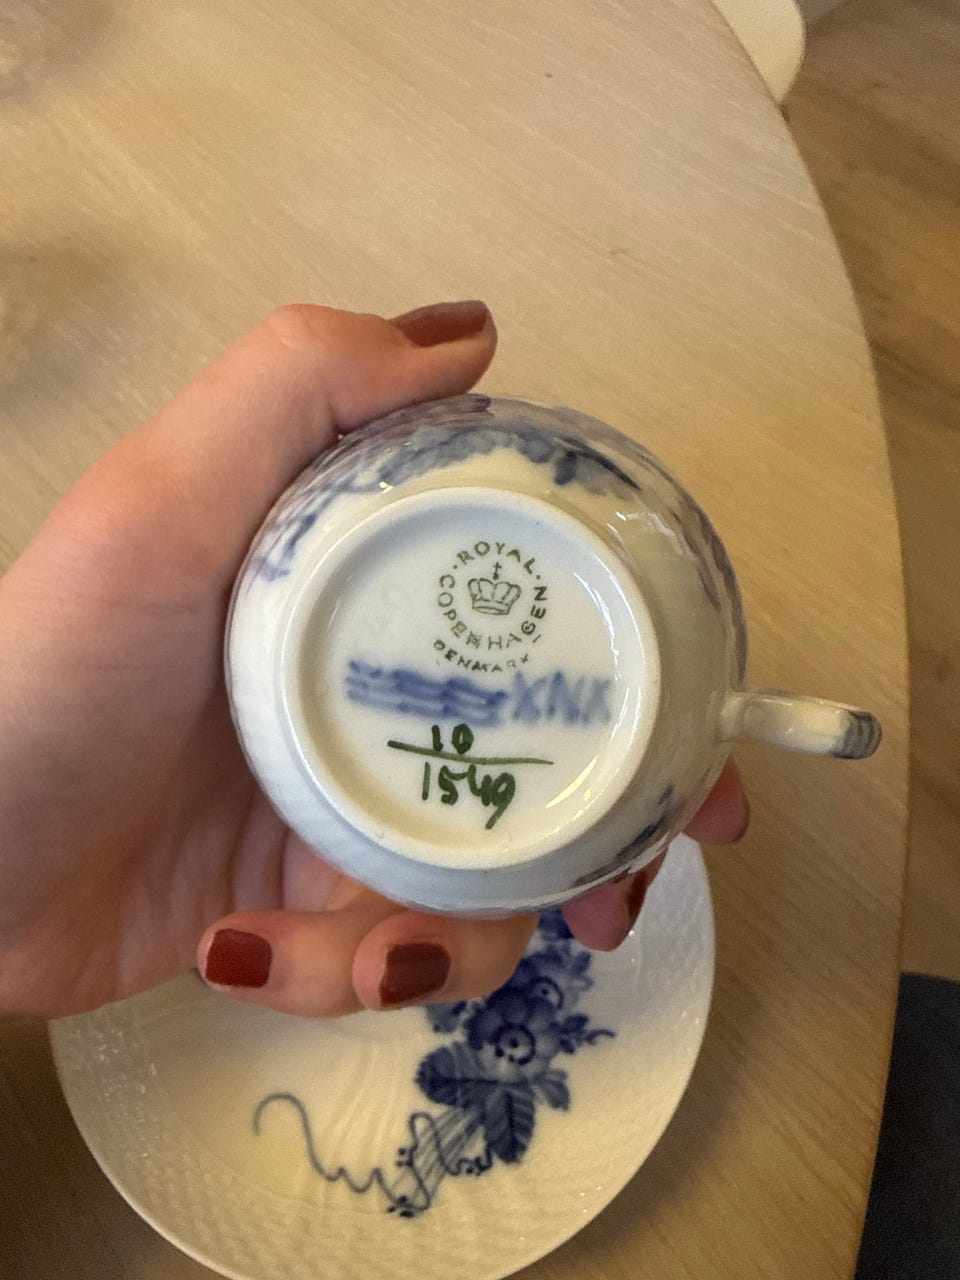 ROYAL
COPENHAGEN
DENMARK
XNX
10
1549